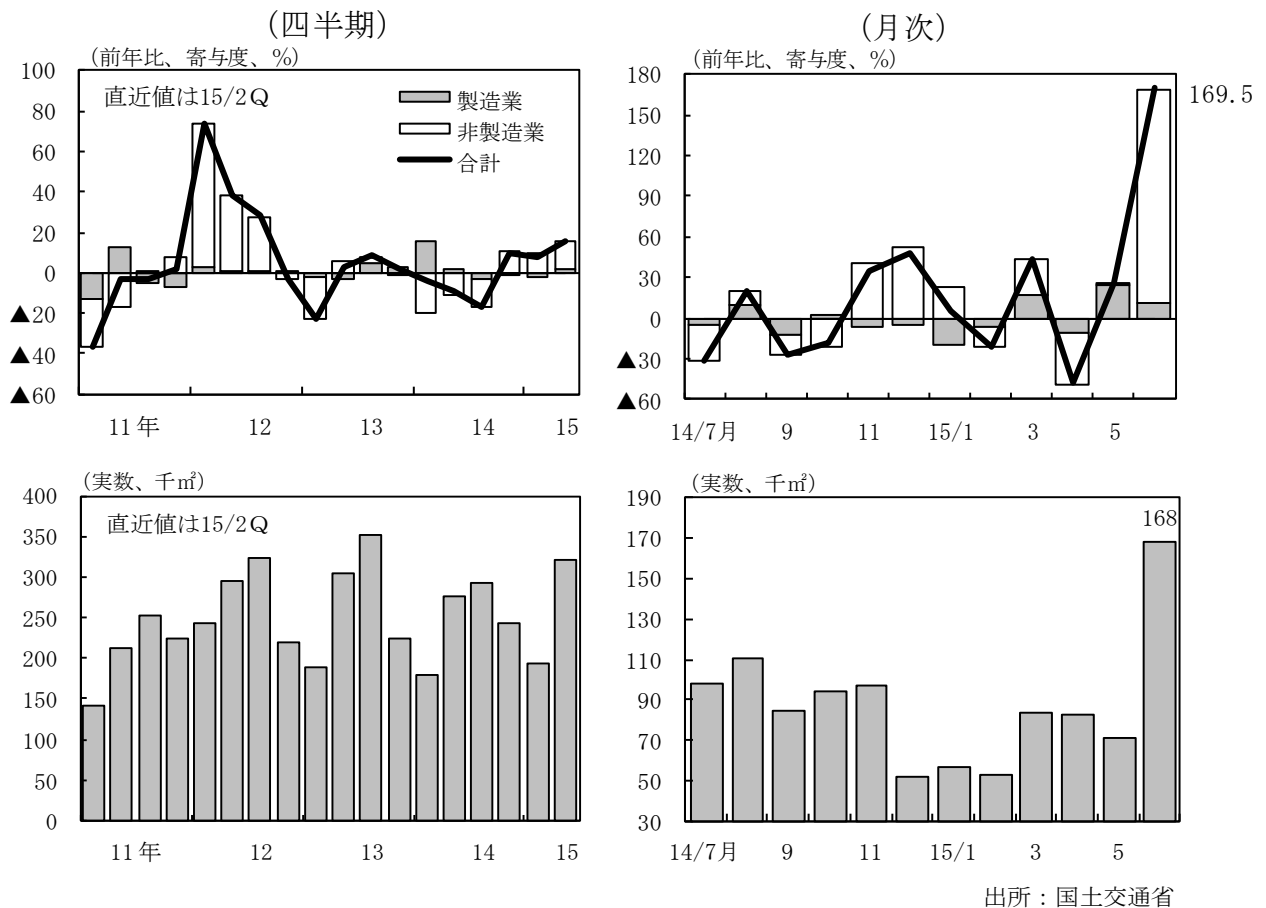 (四半期)
(前年比、寄与度、%)
100
80
60
40
20
0
▲20
▲40
▲60
直近値は15/2Q
製造業
非製造業
合計
11年 12 13 14 15
(月次)
(前年比、寄与度、%)
180
150
120
90
60
30
0
▲30
▲60
169.5
14/7月 9 11 15/1 3 5
(実数、千㎡)
400
350
300
250
200
150
100
50
0
直近値は15/2Q
11年 12 13 14 15
(実数、千㎡)
190
170
150
130
110
90
70
50
30
168
14/7月 9 11 15/1 3 5
出所：国土交通省